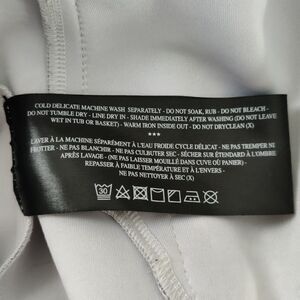 COLD DELICATE MACHINE WASH SEPARATELY - DO NOT SOAK, RUB - DO NOT BLEACH -
DO NOT TUMBLE DRY - LINE DRY IN - SHADE IMMEDIATELY AFTER WASHING (DO NOT LEAVE
WET IN TUB OR BASKET) - WARM IRON INSIDE OUT - DO NOT DRYCLEAN (X)
***
LAVER À LA MACHINE SÉPARÉMENT À L'EAU FROIDE CYCLE DÉLICAT - NE PAS TREMPER NI
FROTTER - NE PAS BLANCHIR - NE PAS CULBUTER SEC - SÉCHER SUR ÉTENDOIR À L'OMBRE
APRÈS LAVAGE - (NE PAS LAISSER MOUILLÉ DANS CUVE OÙ PANIER) -
REPASSER À FAIBLE TEMPÉRATURE ET À L'ENVERS -
NE PAS NETTOYER À SEC (X)
30